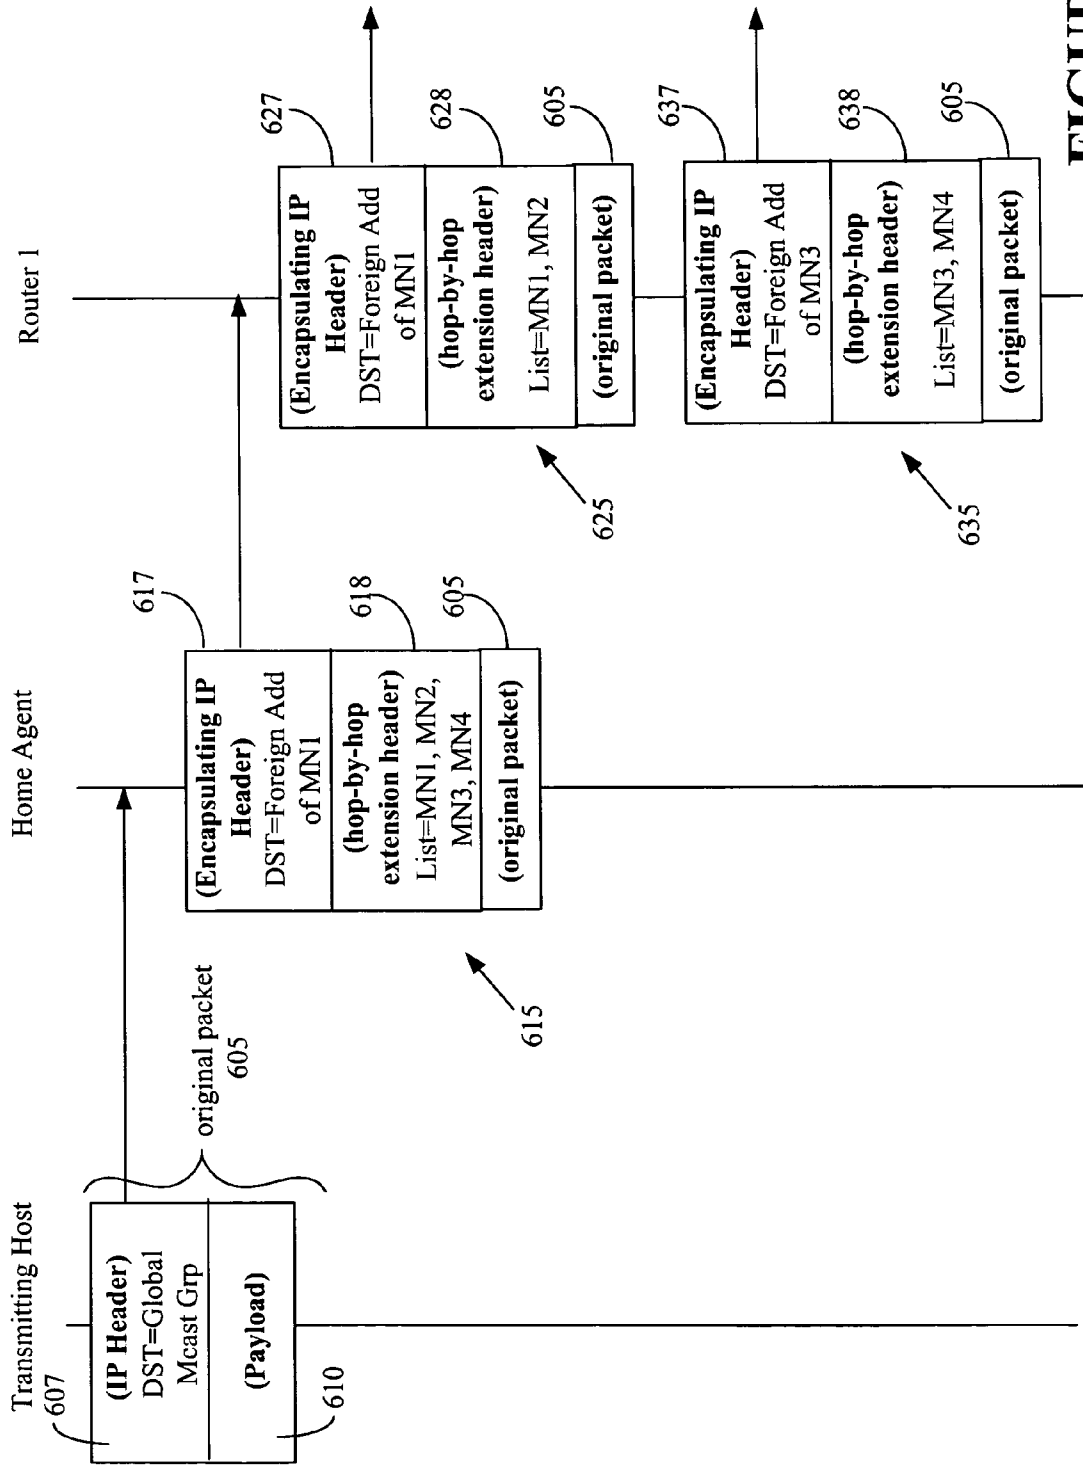 Transmitting Host
607
(IP Header)
DST=Global
Mcast Grp
(Payload)
610
original packet
605
Home Agent
617
(Encapsulating IP
Header)
DST=Foreign Add
of MN1
618
(hop-by-hop
extension header)
List=MN1, MN2,
MN3, MN4
605
(original packet)
615
Router 1
627
(Encapsulating IP
Header)
DST=Foreign Add
of MN1
628
(hop-by-hop
extension header)
List=MN1, MN2
605
(original packet)
625
637
(Encapsulating IP
Header)
DST=Foreign Add
of MN3
638
(hop-by-hop
extension header)
List=MN3, MN4
605
(original packet)
635